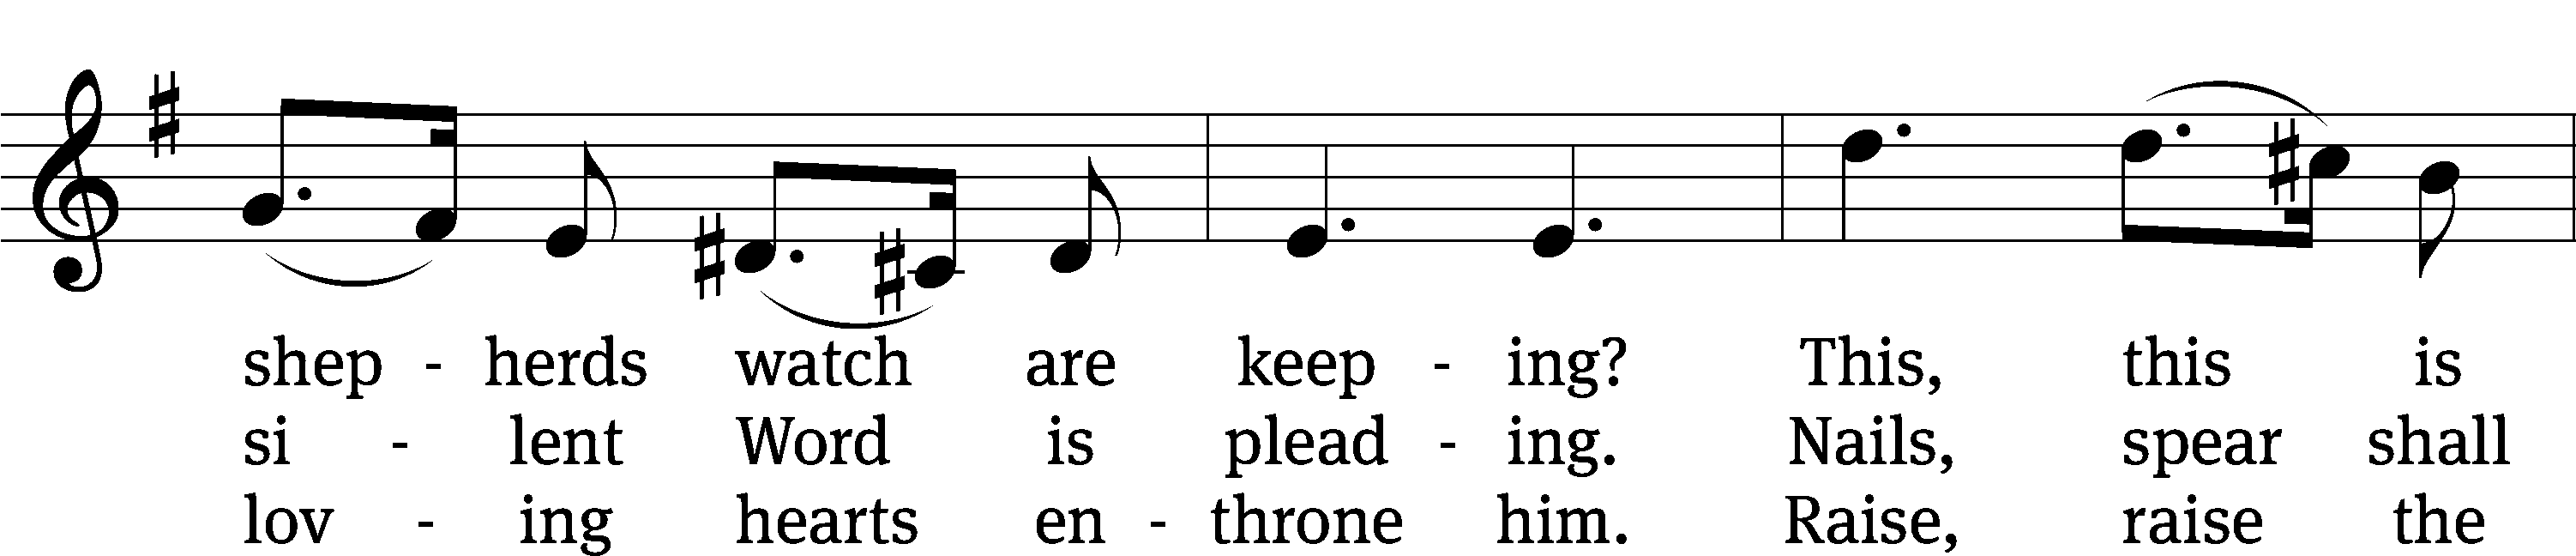 shep - herds watch are keep - ing? This, this is
si - lent Word is plead - ing. Nails, spear shall
lov - ing hearts en - throne him. Raise, raise the